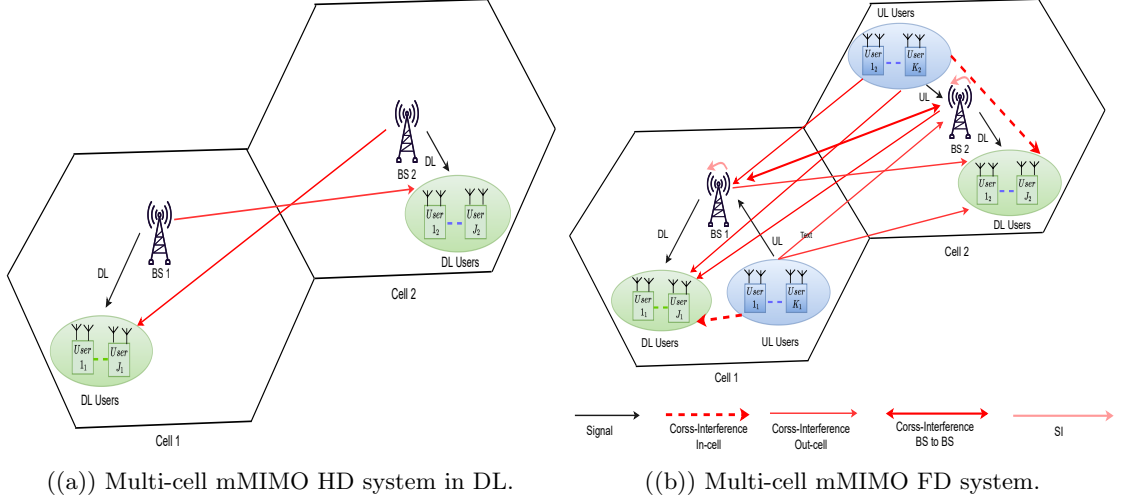 UL Users
User
1₂
User
K₂
UL
BS 2
DL
User
1₂
User
J₂
DL Users
Cell 2
BS 1
DL
UL
Text
User
1₁
User
J₁
DL Users
User
1₁
User
K₁
UL Users
Cell 1
BS 2
DL
User
1₂
User
J₂
DL Users
Cell 2
BS 1
DL
User
1₁
User
J₁
DL Users
Cell 1
Signal
Corss-Interference
In-cell
Corss-Interference
Out-cell
Corss-Interference
BS to BS
SI
((a)) Multi-cell mMIMO HD system in DL.
((b)) Multi-cell mMIMO FD system.